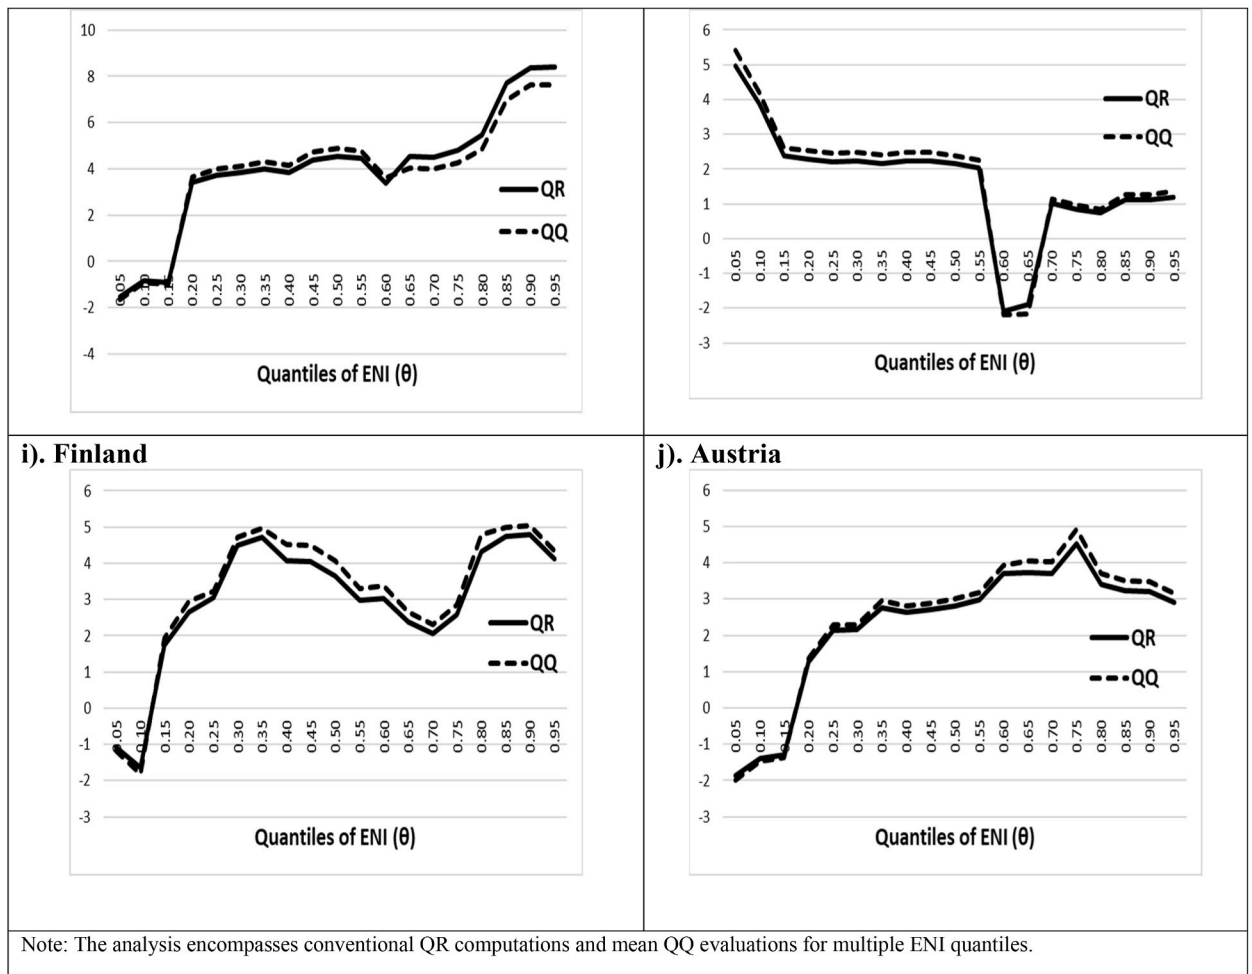 10
8
6
4
2
0
-2
-4
0.05 0.10 0.15 0.20 0.25 0.30 0.35 0.40 0.45 0.50 0.55 0.60 0.65 0.70 0.75 0.80 0.85 0.90 0.95
QR
QQ
Quantiles of ENI (θ)
6
5
4
3
2
1
0
-1
-2
-3
0.05 0.10 0.15 0.20 0.25 0.30 0.35 0.40 0.45 0.50 0.55 0.60 0.65 0.70 0.75 0.80 0.85 0.90 0.95
QR
QQ
Quantiles of ENI (θ)
i). Finland
6
5
4
3
2
1
0
-1
-2
-3
0.05 0.10 0.15 0.20 0.25 0.30 0.35 0.40 0.45 0.50 0.55 0.60 0.65 0.70 0.75 0.80 0.85 0.90 0.95
QR
QQ
Quantiles of ENI (θ)
j). Austria
6
5
4
3
2
1
0
-1
-2
-3
0.05 0.10 0.15 0.20 0.25 0.30 0.35 0.40 0.45 0.50 0.55 0.60 0.65 0.70 0.75 0.80 0.85 0.90 0.95
QR
QQ
Quantiles of ENI (θ)
Note: The analysis encompasses conventional QR computations and mean QQ evaluations for multiple ENI quantiles.